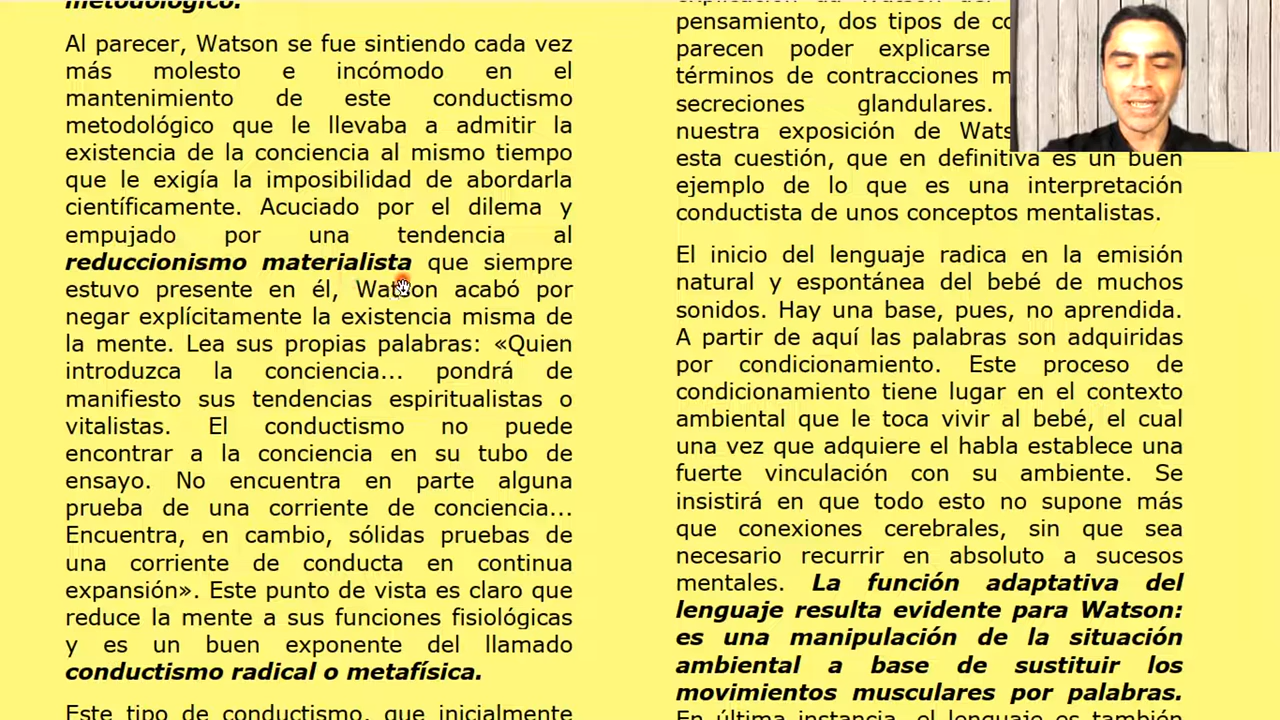 metodológico.
Al parecer, Watson se fue sintiendo cada vez
más molesto e incómodo en el
mantenimiento de este conductismo
metodológico que le llevaba a admitir la
existencia de la conciencia al mismo tiempo
que le exigía la imposibilidad de abordarla
científicamente. Acuciado por el dilema y
empujado por una tendencia al
reduccionismo materialista que siempre
estuvo presente en él, Watson acabó por
negar explícitamente la existencia misma de
la mente. Lea sus propias palabras: «Quien
introduzca la conciencia... pondrá de
manifiesto sus tendencias espiritualistas o
vitalistas. El conductismo no puede
encontrar a la conciencia en su tubo de
ensayo. No encuentra en parte alguna
prueba de una corriente de conciencia...
Encuentra, en cambio, sólidas pruebas de
una corriente de conducta en continua
expansión». Este punto de vista es claro que
reduce la mente a sus funciones fisiológicas
y es un buen exponente del llamado
conductismo radical o metafísica.
Este tipo de conductismo, que inicialmente
pensamiento, dos tipos de
parecen poder explicarse
términos de contracciones
secreciones glandulares.
nuestra exposición de
esta cuestión, que en definitiva es un buen
ejemplo de lo que es una interpretación
conductista de unos conceptos mentalistas.
El inicio del lenguaje radica en la emisión
natural y espontánea del bebé de muchos
sonidos. Hay una base, pues, no aprendida.
A partir de aquí las palabras son adquiridas
por condicionamiento. Este proceso de
condicionamiento tiene lugar en el contexto
ambiental que le toca vivir al bebé, el cual
una vez que adquiere el habla establece una
fuerte vinculación con su ambiente. Se
insistirá en que todo esto no supone más
que conexiones cerebrales, sin que sea
necesario recurrir en absoluto a sucesos
mentales. La función adaptativa del
lenguaje resulta evidente para Watson:
es una manipulación de la situación
ambiental a base de sustituir los
movimientos musculares por palabras.
En última instancia, el lenguaje es también